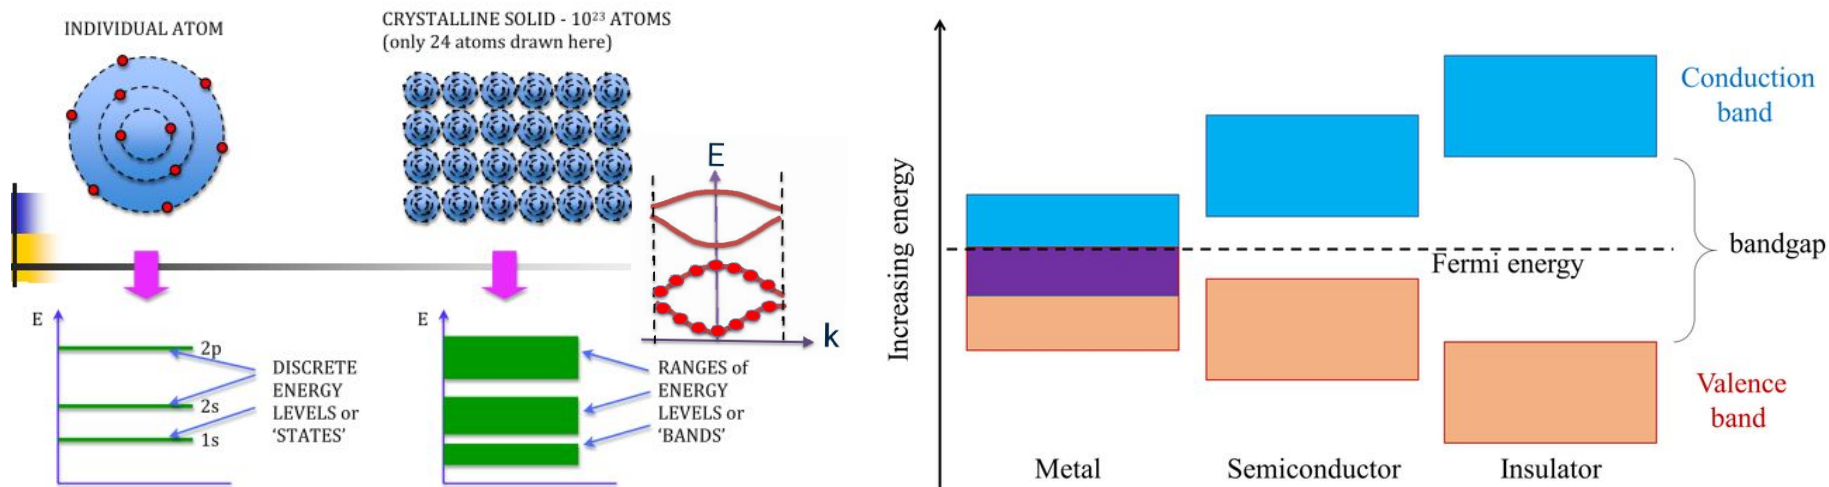 INDIVIDUAL ATOM
CRYSTALLINE SOLID - 10²³ ATOMS
(only 24 atoms drawn here)
E
k
E
2p
2s
1s
DISCRETE
ENERGY
LEVELS or
‘STATES’
E
RANGES of
ENERGY
LEVELS or
‘BANDS’
Increasing energy
Conduction
band
Fermi energy
bandgap
Valence
band
Metal
Semiconductor
Insulator